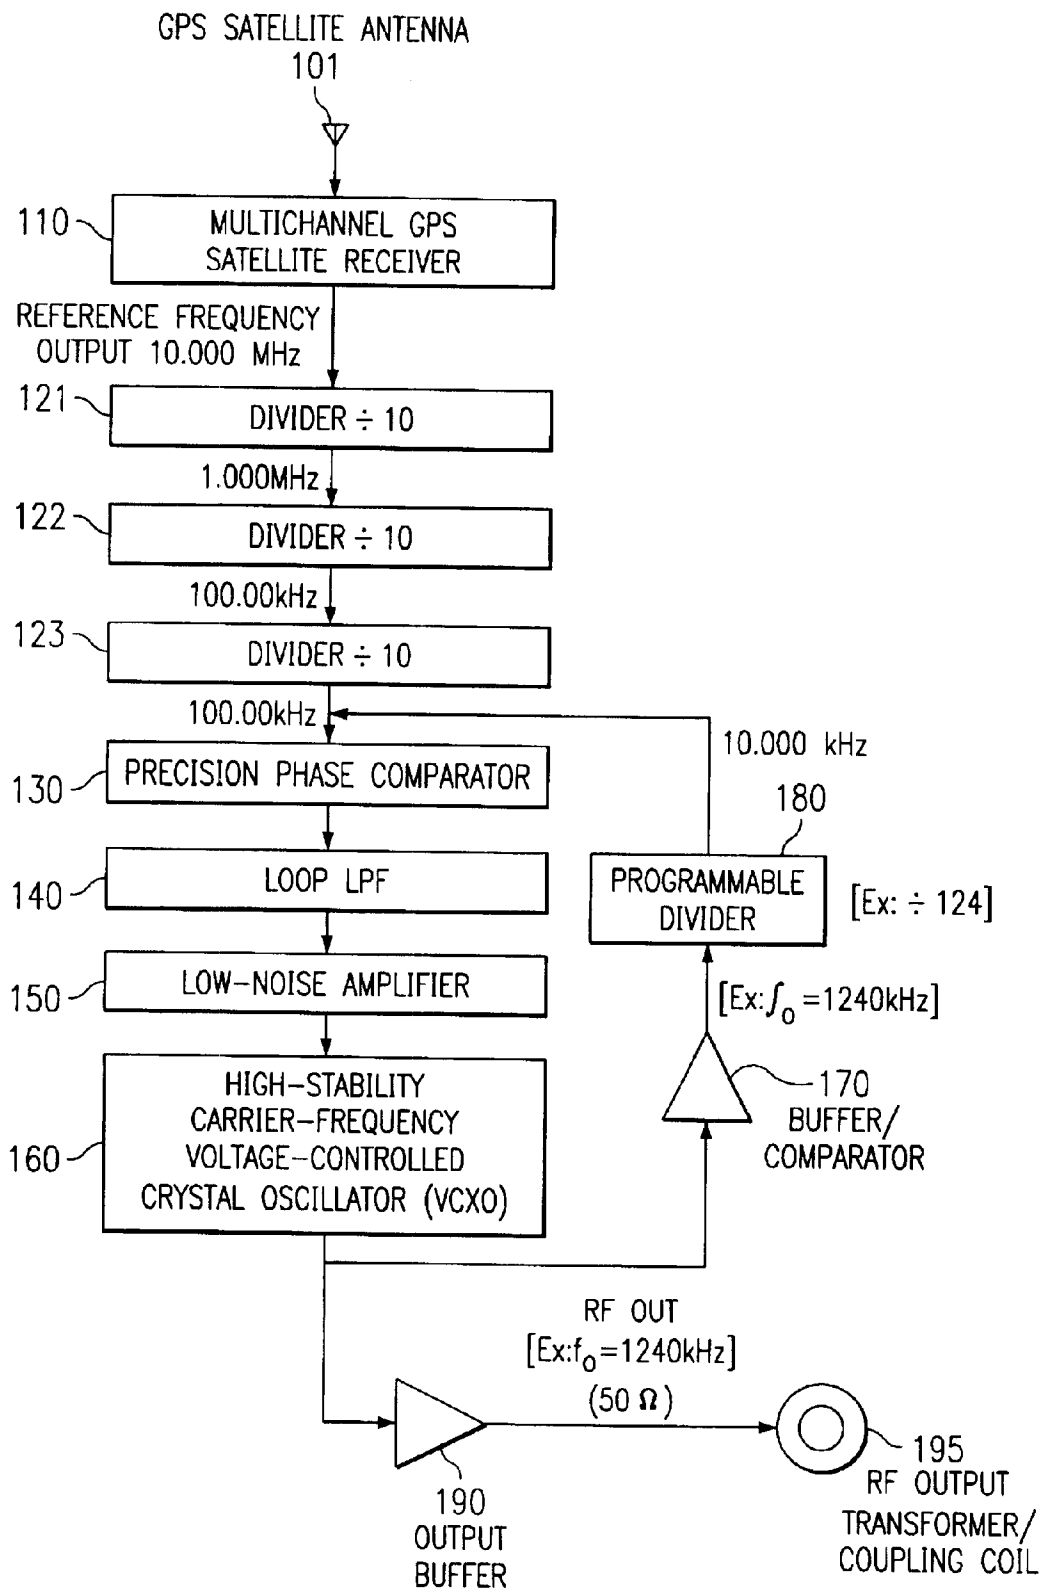 GPS SATELLITE ANTENNA
101
110
MULTICHANNEL GPS
SATELLITE RECEIVER
REFERENCE FREQUENCY
OUTPUT 10.000 MHz
121
DIVIDER ÷ 10
1.000MHz
122
DIVIDER ÷ 10
100.00kHz
123
DIVIDER ÷ 10
100.00kHz
10.000 kHz
130
PRECISION PHASE COMPARATOR
180
140
LOOP LPF
PROGRAMMABLE
DIVIDER
[Ex: ÷ 124]
150
LOW-NOISE AMPLIFIER
[Ex:∫o =1240kHz]
160
HIGH-STABILITY
CARRIER-FREQUENCY
VOLTAGE-CONTROLLED
CRYSTAL OSCILLATOR (VCXO)
170
BUFFER/
COMPARATOR
RF OUT
[Ex:fo=1240kHz]
(50 Ω)
190
OUTPUT
BUFFER
195
RF OUTPUT
TRANSFORMER/
COUPLING COIL